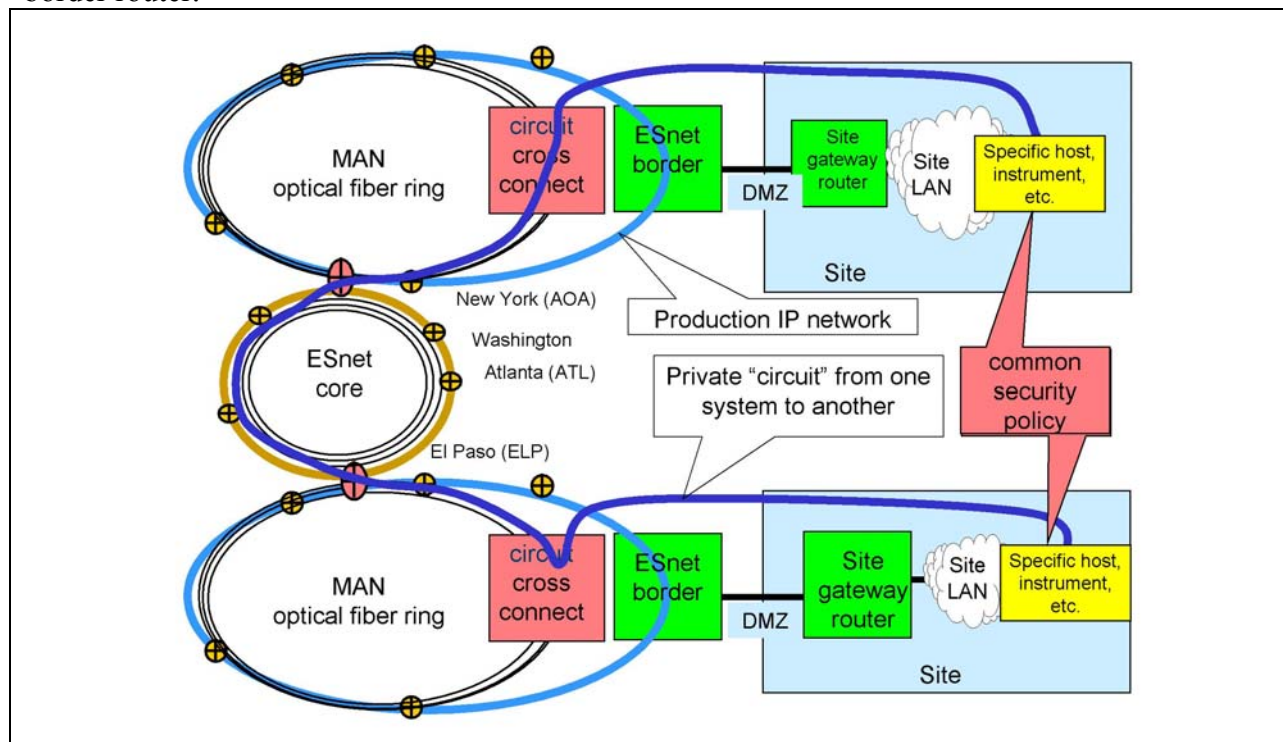 border router.
circuit
cross
connect
ESnet
border
MAN
optical fiber ring
Site
gateway
router
Site
LAN
Specific host,
instrument,
etc.
DMZ
Site
New York (AOA)
Production IP network
Washington
ESnet
core
Atlanta (ATL)
Private “circuit” from one
system to another
common
security
policy
El Paso (ELP)
circuit
cross
connect
ESnet
border
MAN
optical fiber ring
Site
gateway
router
Site
LAN
Specific host,
instrument,
etc.
DMZ
Site